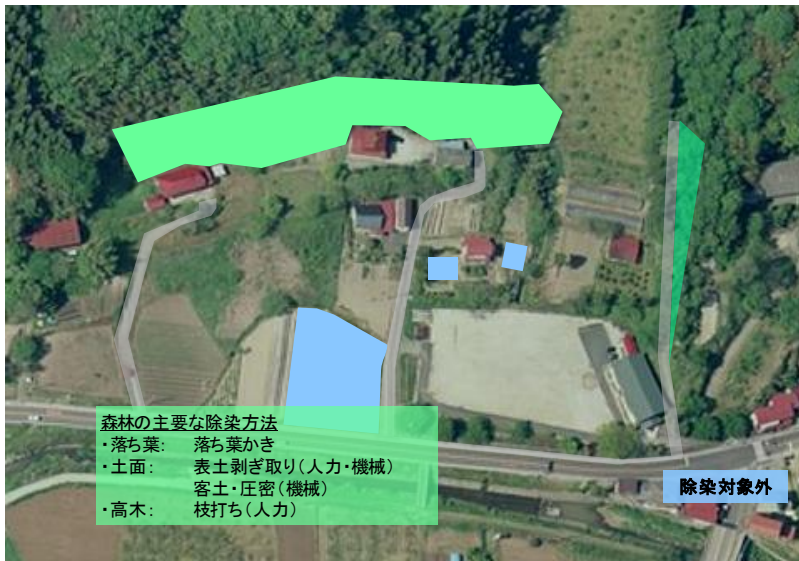 森林の主要な除染方法
・落ち葉： 落ち葉かき
・土面： 表土剥ぎ取り（人力・機械）
客土・圧密（機械）
・高木： 枝打ち（人力）
除染対象外